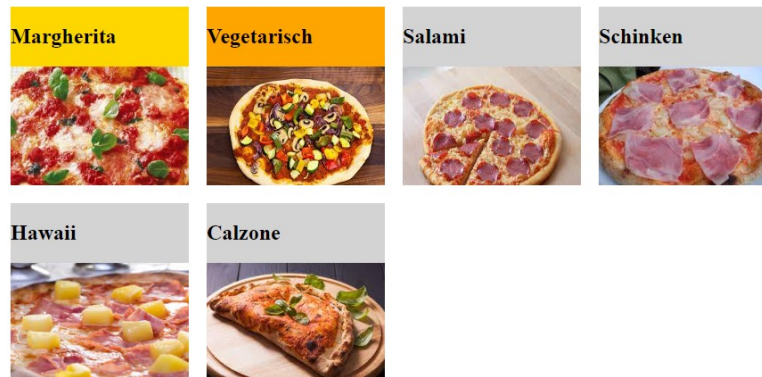 Margherita
Vegetarisch
Salami
Schinken
Hawaii
Calzone